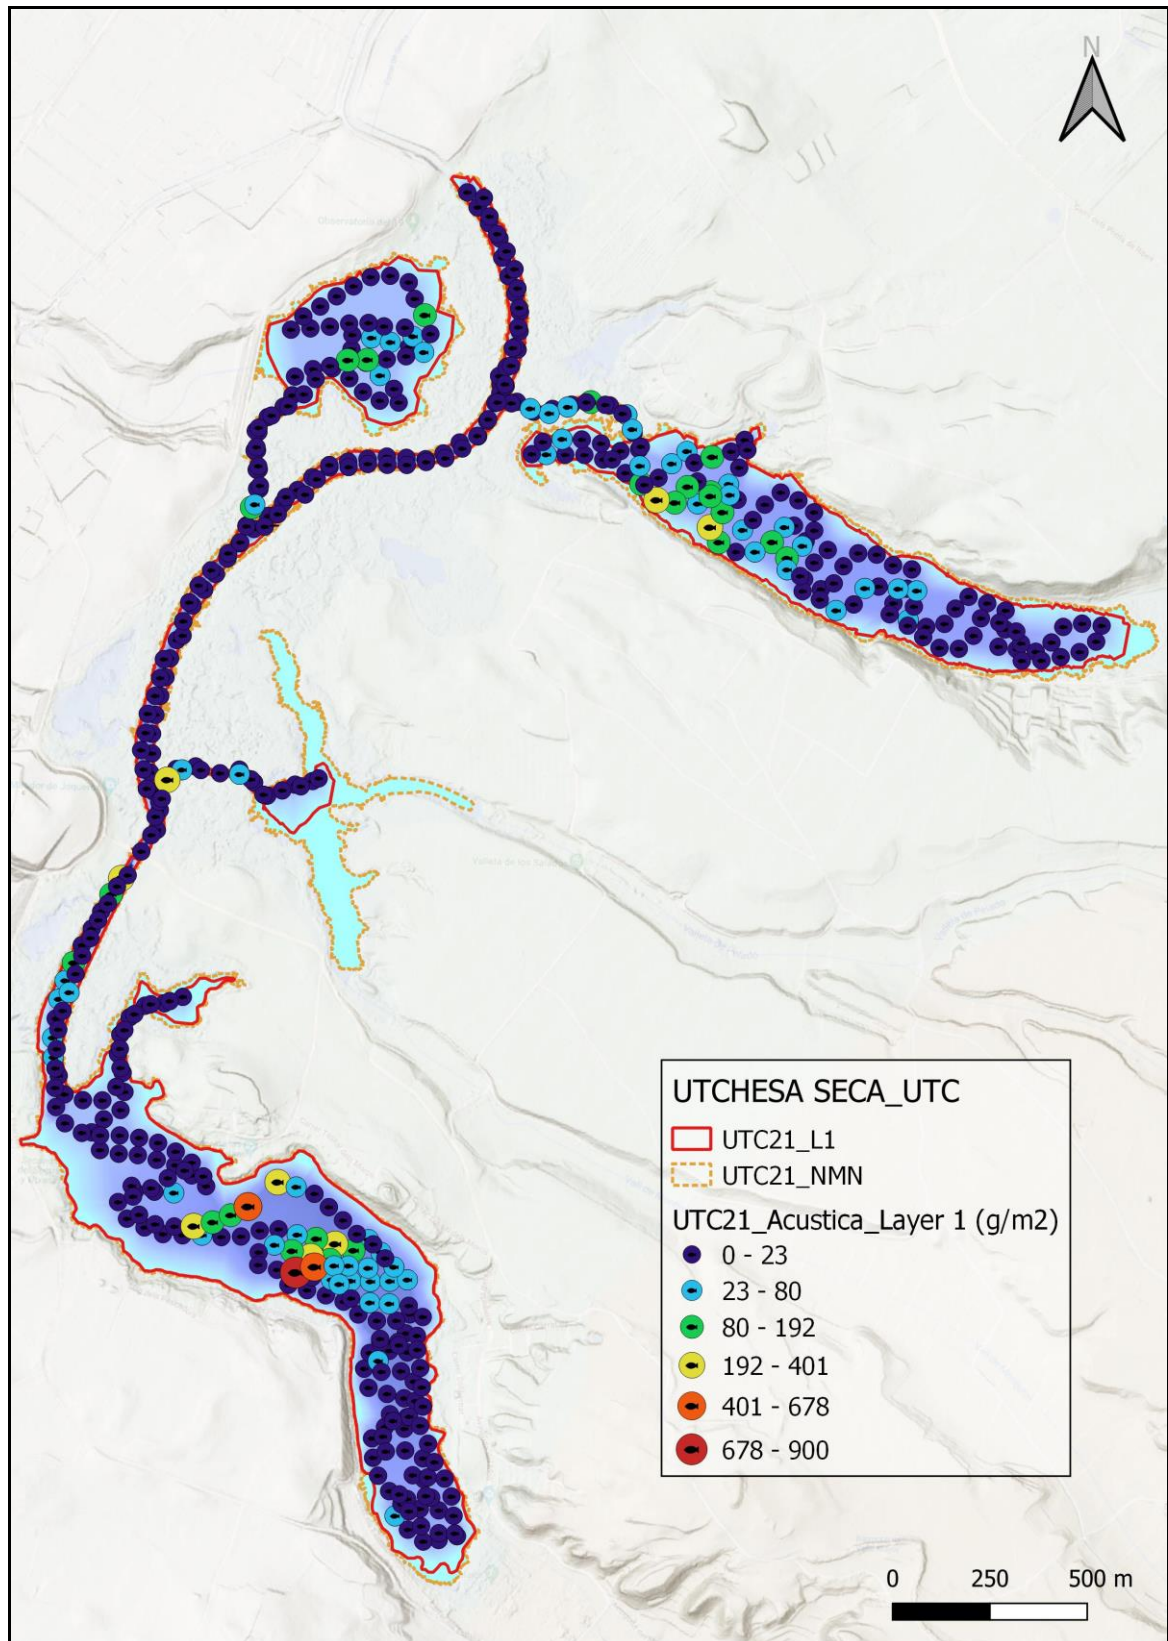 N
UTCHESA SECA_UTC
UTC21_L1
UTC21_NMN
UTC21_Acustica_Layer 1 (g/m2)
0 - 23
23 - 80
80 - 192
192 - 401
401 - 678
678 - 900
0 250 500 m